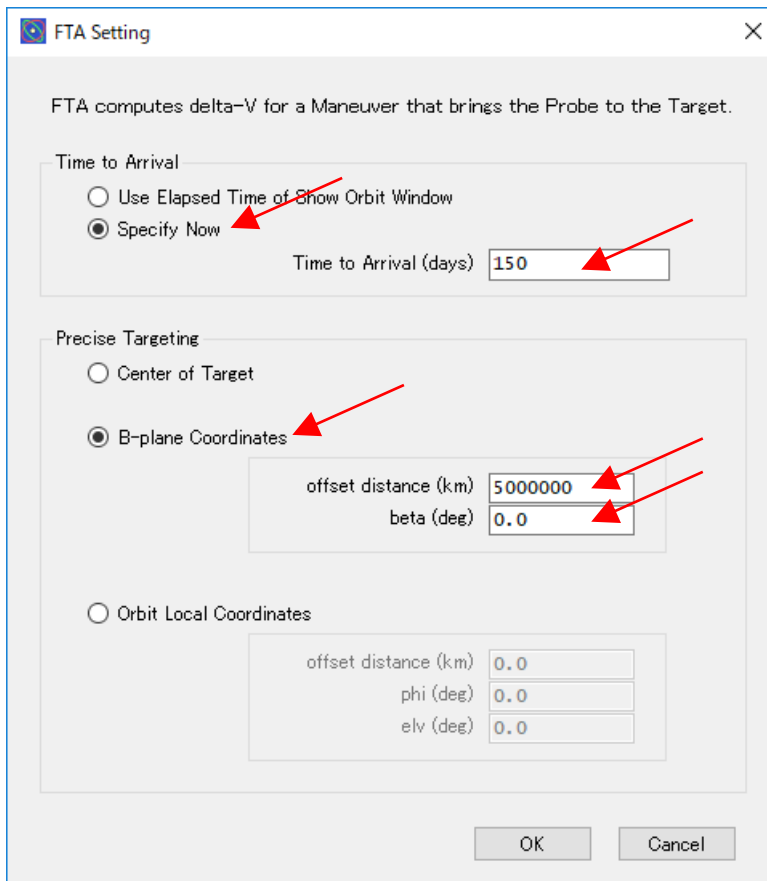 FTA Setting
FTA computes delta-V for a Maneuver that brings the Probe to the Target.
Time to Arrival
Use Elapsed Time of Show Orbit Window
Specify Now
Time to Arrival (days) 150
Precise Targeting
Center of Target
B-plane Coordinates
offset distance (km) 5000000
beta (deg) 0.0
Orbit Local Coordinates
offset distance (km) 0.0
phi (deg) 0.0
elv (deg) 0.0
OK Cancel